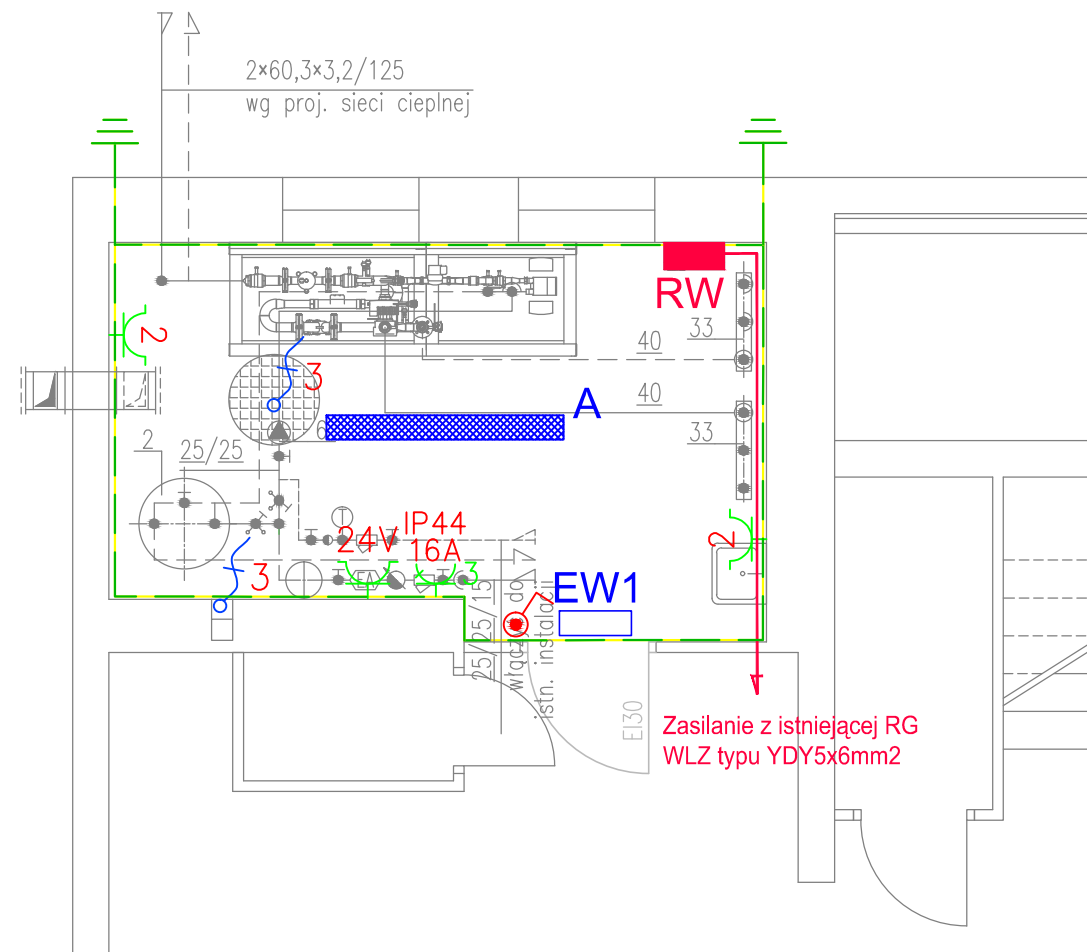 2×60,3×3,2/125
wg proj. sieci cieplnej
RW
2
33
40
3
A
40
6
33
2
25/25
IP44
24V
16A
2
3
EA
3
EW1
25/25/15
włącz. do
istn. instalacji
EI30
Zasilanie z istniejącej RG
WLZ typu YDY5x6mm2